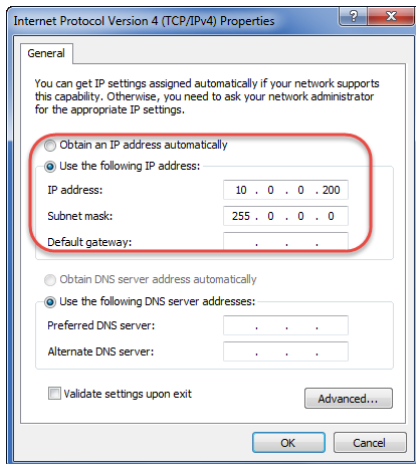 Internet Protocol Version 4 (TCP/IPv4) Properties
General
You can get IP settings assigned automatically if your network supports
this capability. Otherwise, you need to ask your network administrator
for the appropriate IP settings.
Obtain an IP address automatically
Use the following IP address:
IP address: 10 . 0 . 0 . 200
Subnet mask: 255 . 0 . 0 . 0
Default gateway: . . .
Obtain DNS server address automatically
Use the following DNS server addresses:
Preferred DNS server: . . .
Alternate DNS server: . . .
Validate settings upon exit
Advanced...
OK Cancel